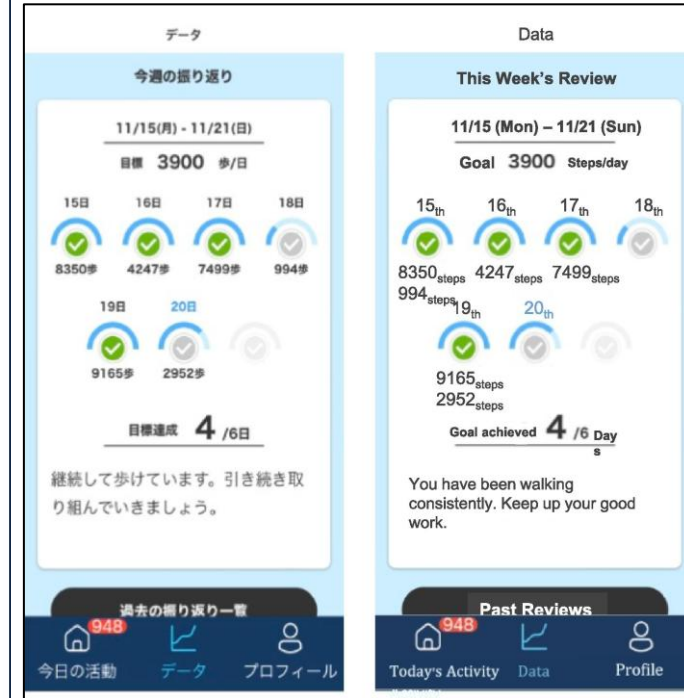 データ
今週の振り返り
11/15(月) - 11/21(日)
目標 3900 歩/日
15日 16日 17日 18日
8350歩 4247歩 7499歩 994歩
19日 20日
9165歩 2952歩
目標達成 4 /6日
継続して歩けています。引き続き取
り組んでいきましょう。
過去の振り返り一覧
948
今日の活動 データ プロフィール
Data
This Week's Review
11/15 (Mon) – 11/21 (Sun)
Goal 3900 Steps/day
15th 16th 17th 18th
8350steps 4247steps 7499steps
994steps
19th 20th
9165steps
2952steps
Goal achieved 4 /6 Day
s
You have been walking
consistently. Keep up your good
work.
Past Reviews
948
Today's Activity Data Profile